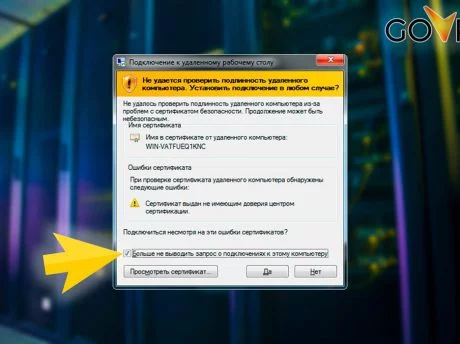 GOV
Подключение к удаленному рабочему столу
Не удается проверить подлинность удаленного
компьютера. Установить подключение в любом случае?
Не удалось проверить подлинность удаленного компьютера из-за
проблем с сертификатом безопасности. Продолжение может быть
небезопасным.
Имя сертификата
Имя в сертификате от удаленного компьютера:
WIN-VATFUEQ1KNC
Ошибки сертификата
При проверке сертификата удаленного компьютера обнаружены
следующие ошибки:
Сертификат выдан не имеющим доверия центром
сертификации.
Подключиться несмотря на эти ошибки сертификатов?
Больше не выводить запрос о подключениях к этому компьютеру
Просмотреть сертификат...
Да
Нет